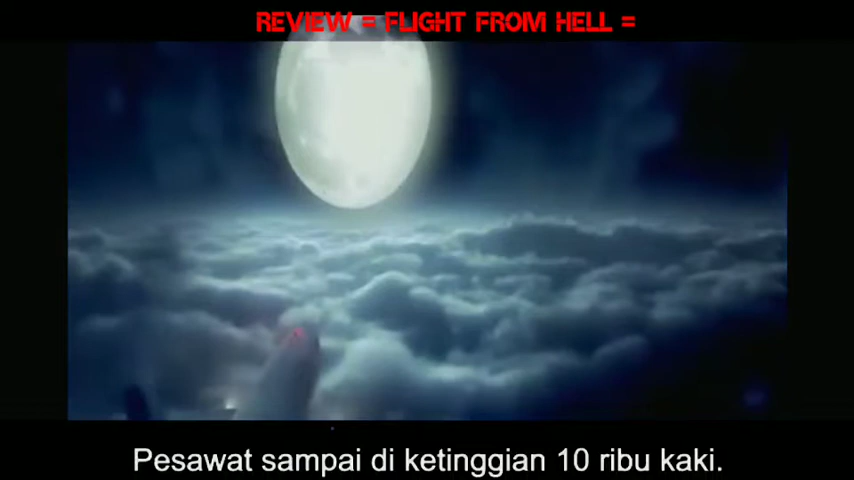 REVIEW = FLIGHT FROM HELL =
Pesawat sampai di ketinggian 10 ribu kaki.